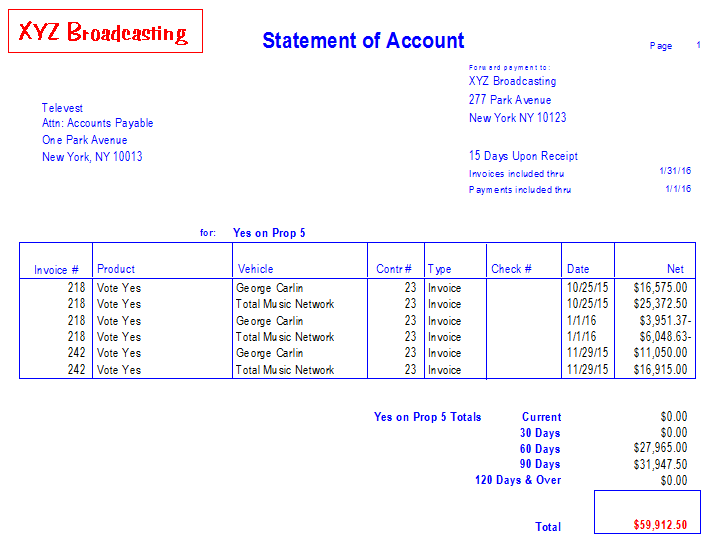 XYZ Broadcasting
Statement of Account
Page 1
Forward payment to:
XYZ Broadcasting
277 Park Avenue
New York NY 10123
Televest
Attn: Accounts Payable
One Park Avenue
New York, NY 10013
15 Days Upon Receipt
Invoices included thru 1/31/16
Payments included thru 1/1/16
for: Yes on Prop 5
Invoice # Product Vehicle Contr # Type Check # Date Net
218 Vote Yes George Carlin 23 Invoice 10/25/15 $16,575.00
218 Vote Yes Total Music Network 23 Invoice 10/25/15 $25,372.50
218 Vote Yes George Carlin 23 Invoice 1/1/16 $3,951.37-
218 Vote Yes Total Music Network 23 Invoice 1/1/16 $6,048.63-
242 Vote Yes George Carlin 23 Invoice 11/29/15 $11,050.00
242 Vote Yes Total Music Network 23 Invoice 11/29/15 $16,915.00
Yes on Prop 5 Totals Current $0.00
30 Days $0.00
60 Days $27,965.00
90 Days $31,947.50
120 Days & Over $0.00
Total $59,912.50